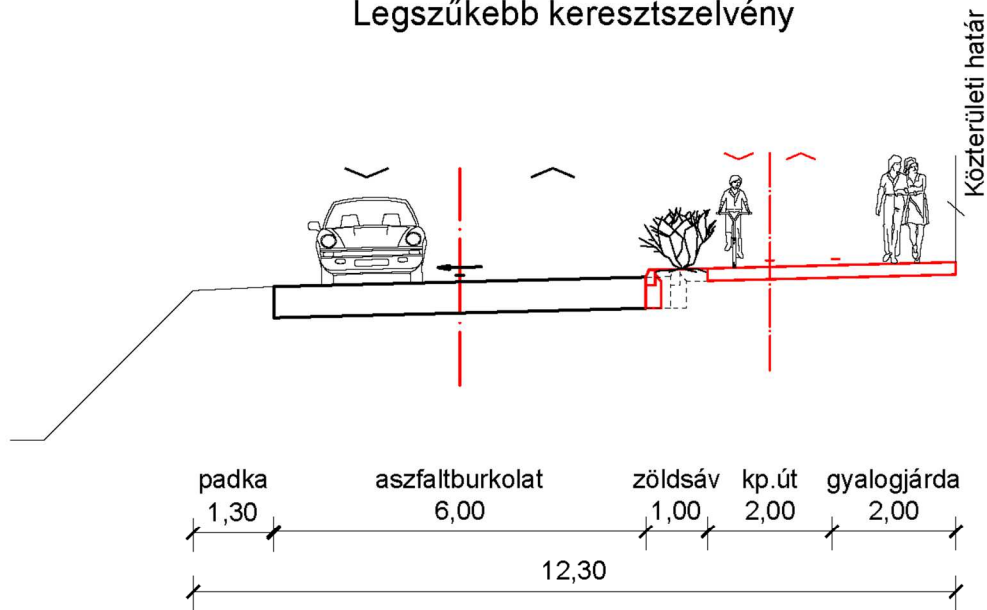 Legszűkebb keresztszelvény
Közterületi határ
padka aszfaltburkolat zöldsáv kp.út gyalogjárda
1,30 6,00 1,00 2,00 2,00
12,30